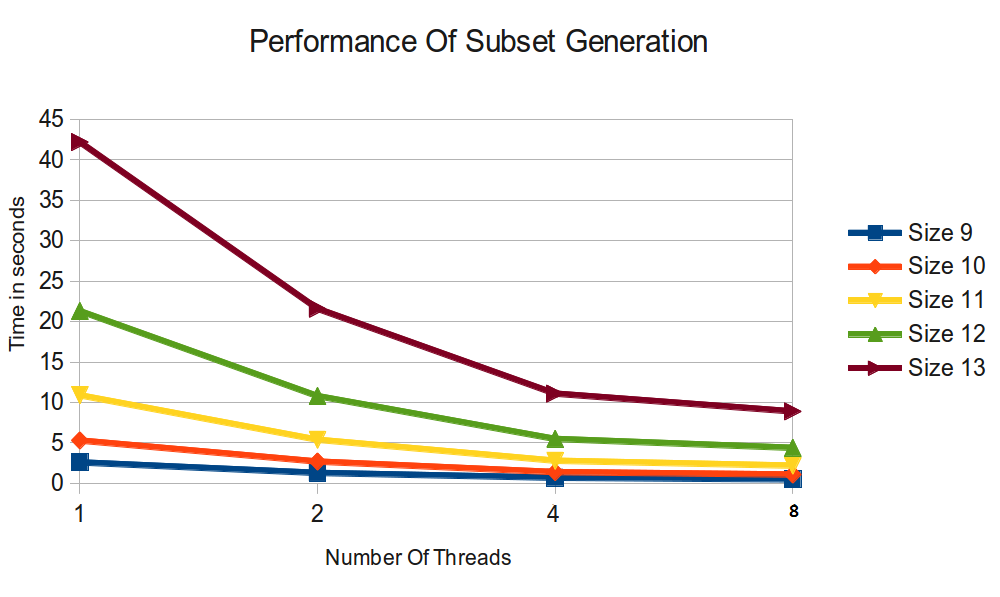 Performance Of Subset Generation
45
40
35
30
25
20
15
10
5
0
Time in seconds
1 2 4 8
Number Of Threads
Size 9
Size 10
Size 11
Size 12
Size 13